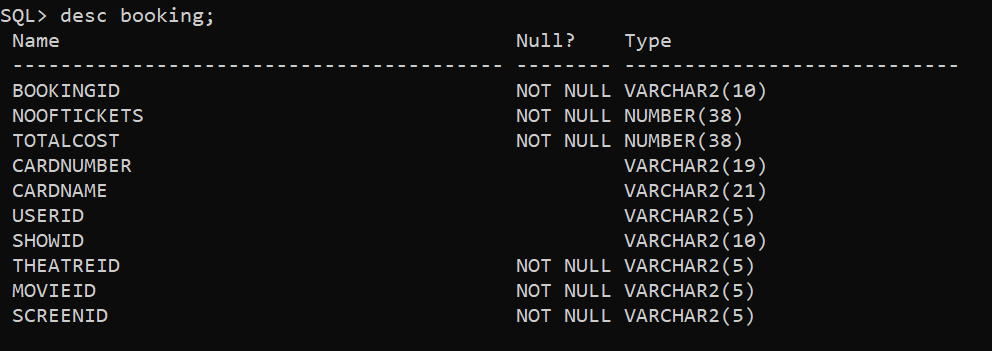 SQL> desc booking;
 Name                                      Null?    Type
 ----------------------------------------- -------- ----------------------------
 BOOKINGID                                 NOT NULL VARCHAR2(10)
 NOOFTICKETS                               NOT NULL NUMBER(38)
 TOTALCOST                                 NOT NULL NUMBER(38)
 CARDNUMBER                                         VARCHAR2(19)
 CARDNAME                                           VARCHAR2(21)
 USERID                                             VARCHAR2(5)
 SHOWID                                             VARCHAR2(10)
 THEATREID                                 NOT NULL VARCHAR2(5)
 MOVIEID                                   NOT NULL VARCHAR2(5)
 SCREENID                                  NOT NULL VARCHAR2(5)